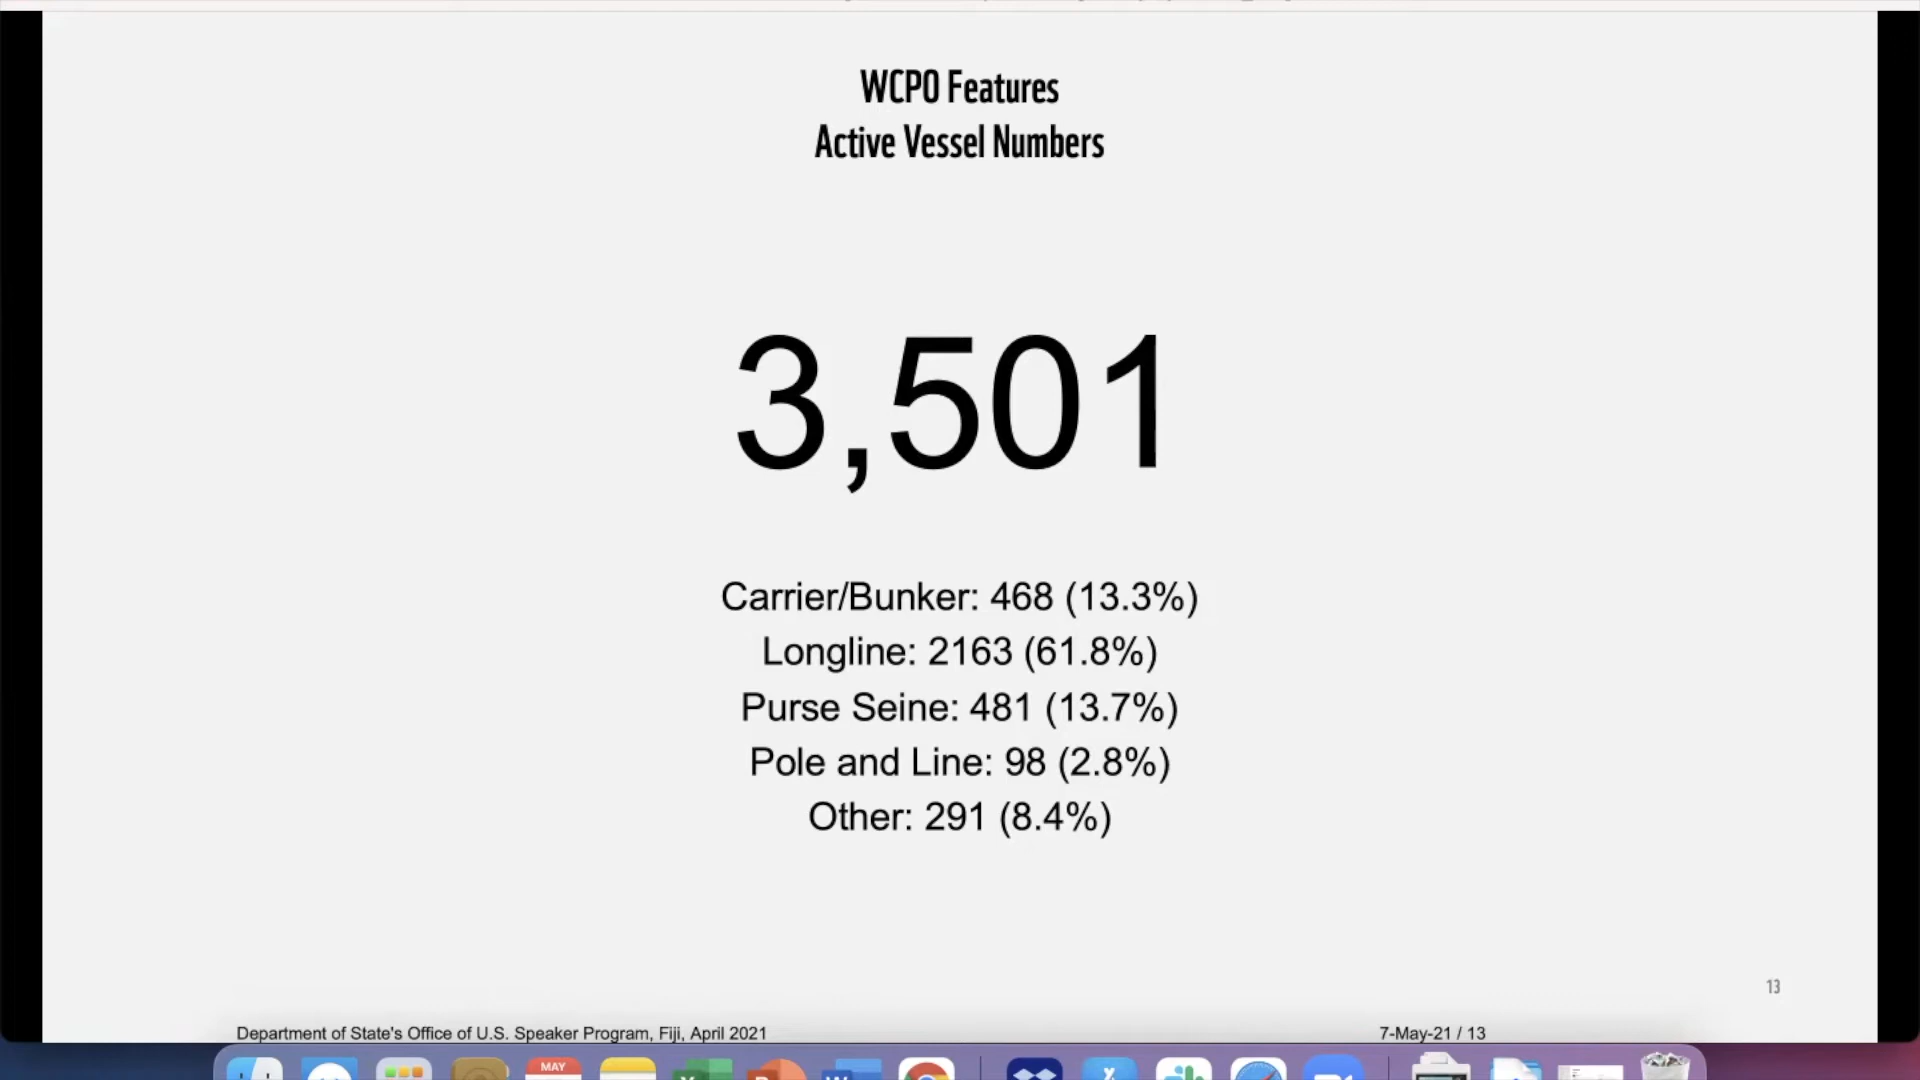 WCPO Features
Active Vessel Numbers
3,501
Carrier/Bunker: 468 (13.3%)
Longline: 2163 (61.8%)
Purse Seine: 481 (13.7%)
Pole and Line: 98 (2.8%)
Other: 291 (8.4%)
13
Department of State's Office of U.S. Speaker Program, Fiji, April 2021
7-May-21 / 13
MAY